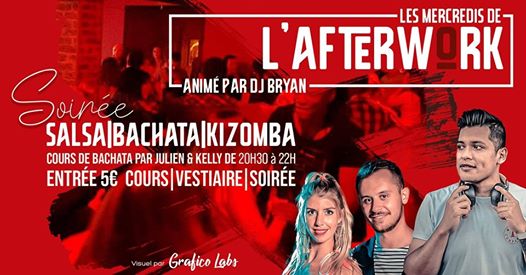 LES MERCREDIS DE
L'AFTERWORK
ANIMÉ PAR DJ BRYAN
Soirée
SALSA|BACHATA|KIZOMBA
COURS DE BACHATA PAR JULIEN & KELLY DE 20H30 à 22H
ENTRÉE 5€ COURS|VESTIAIRE|SOIRÉE
Visuel par Grafico Labs